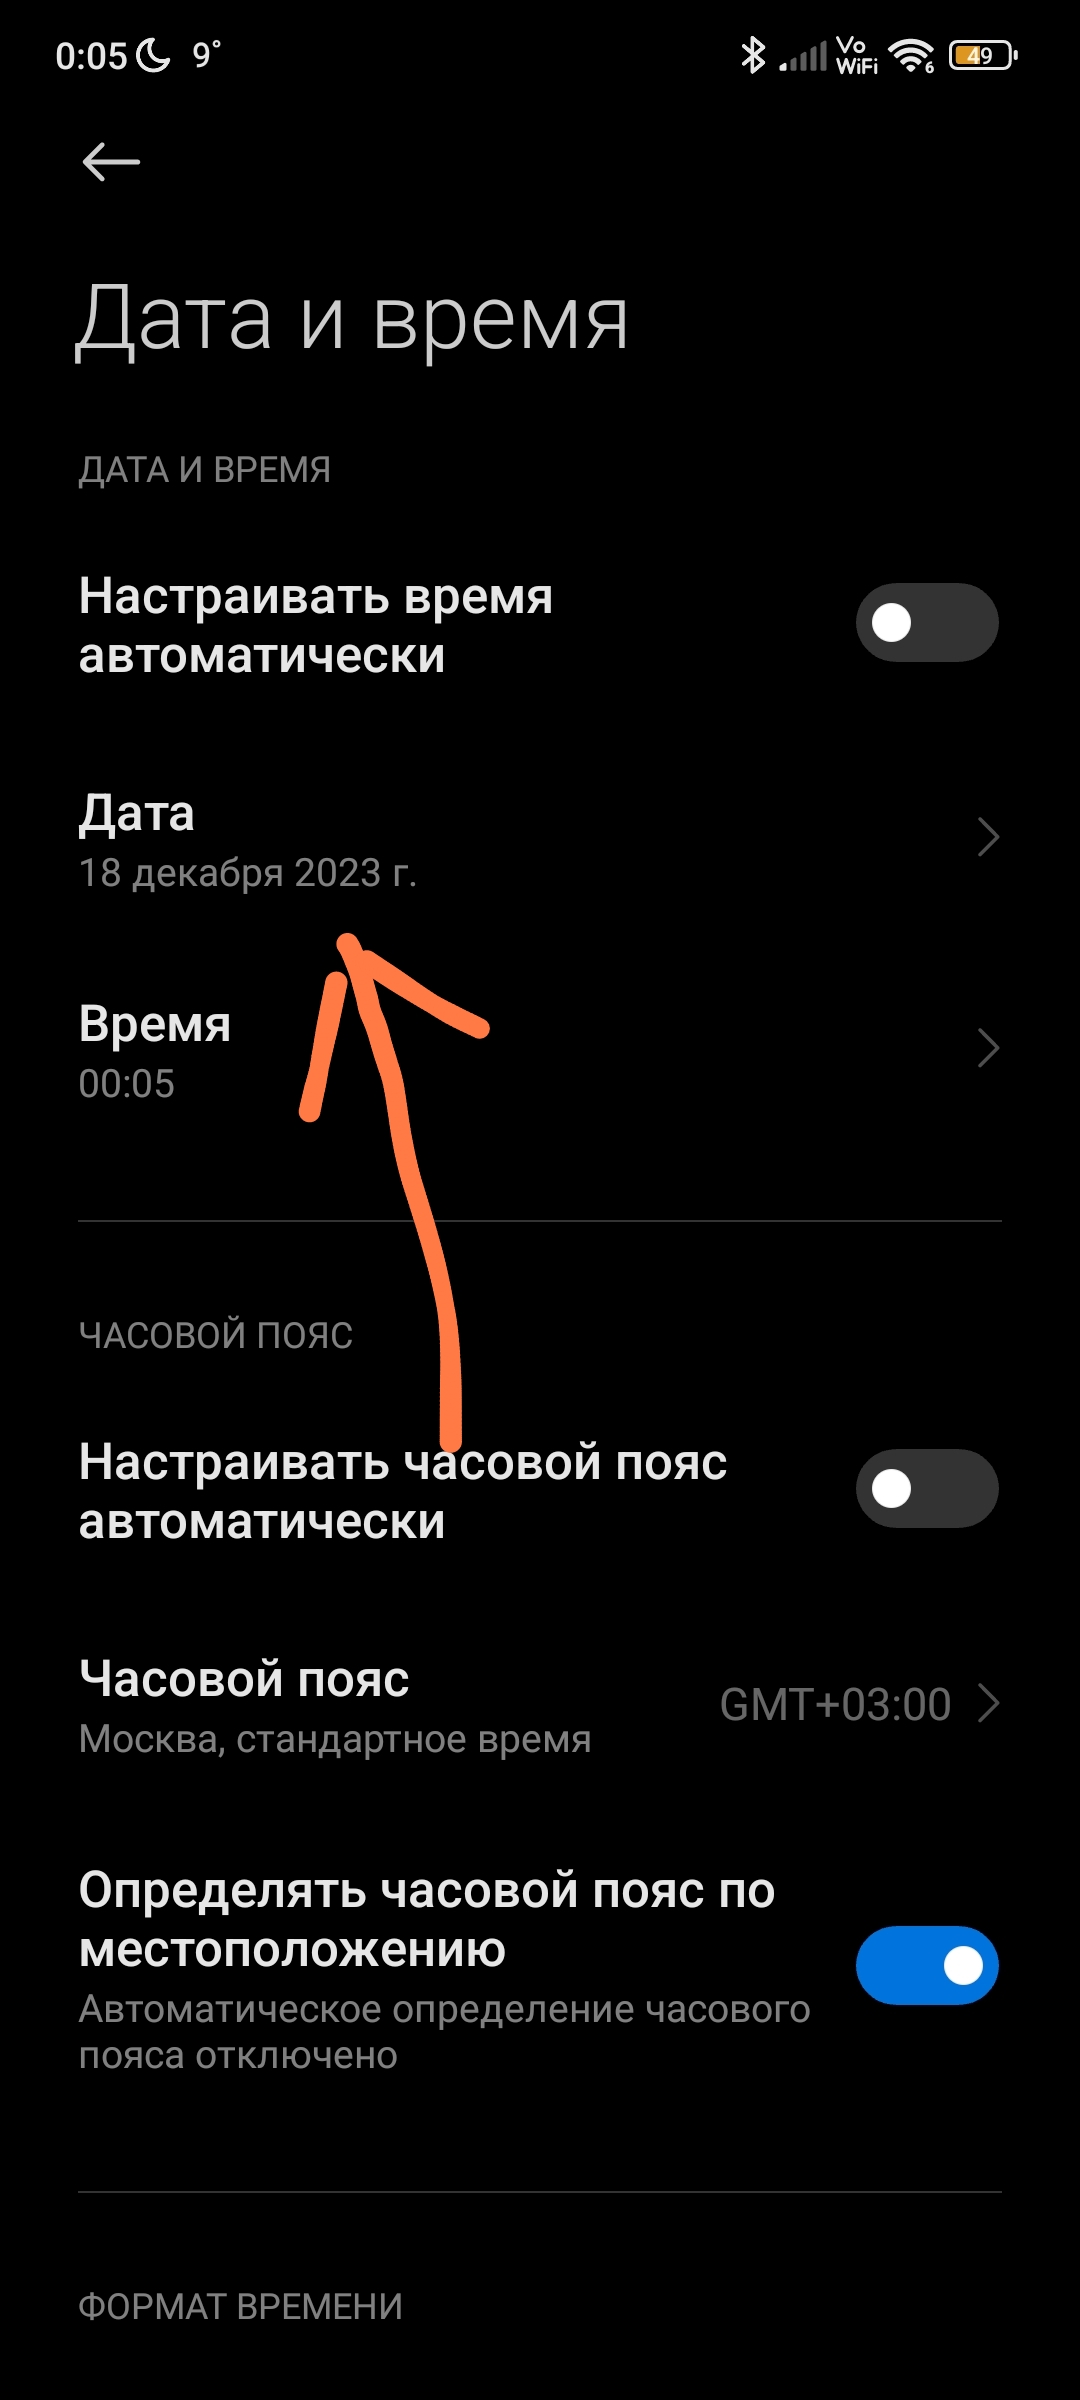 0:05 9° Vo WiFi 6 49
Дата и время
ДАТА И ВРЕМЯ
Настраивать время
автоматически
Дата
18 декабря 2023 г.
Время
00:05
ЧАСОВОЙ ПОЯС
Настраивать часовой пояс
автоматически
Часовой пояс
Москва, стандартное время
GMT+03:00
Определять часовой пояс по
местоположению
Автоматическое определение часового
пояса отключено
ФОРМАТ ВРЕМЕНИ